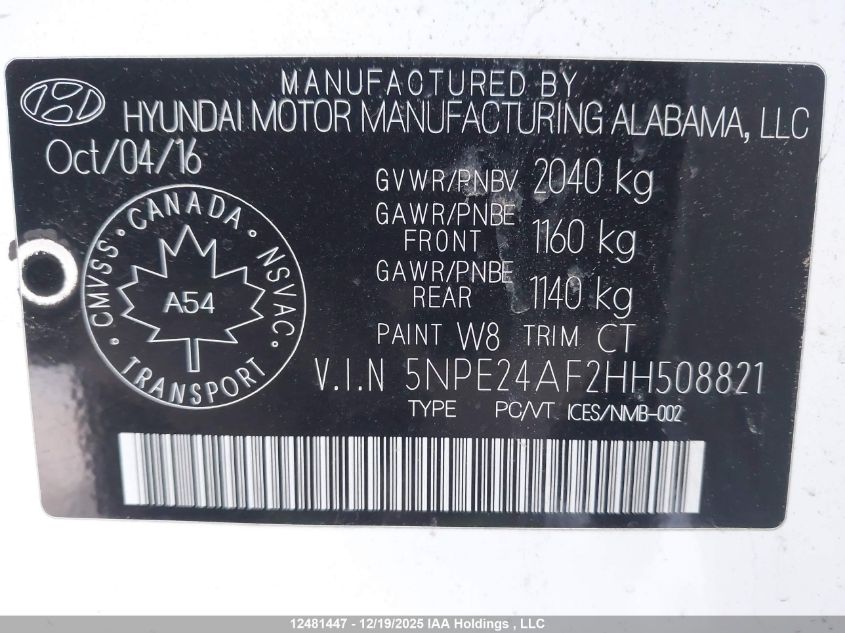 MANUFACTURED BY
HYUNDAI MOTOR MANUFACTURING ALABAMA, LLC
Oct/04/16
GVWR/PNBV 2040 kg
GAWR/PNBE FRONT 1160 kg
GAWR/PNBE REAR 1140 kg
PAINT W8 TRIM CT
CANADA
CMVSS NSVAC
A54
TRANSPORT
V.I.N 5NPE24AF2HH508821
TYPE PC/VT ICES/NMB-002
12481447 - 12/19/2025 IAA Holdings , LLC